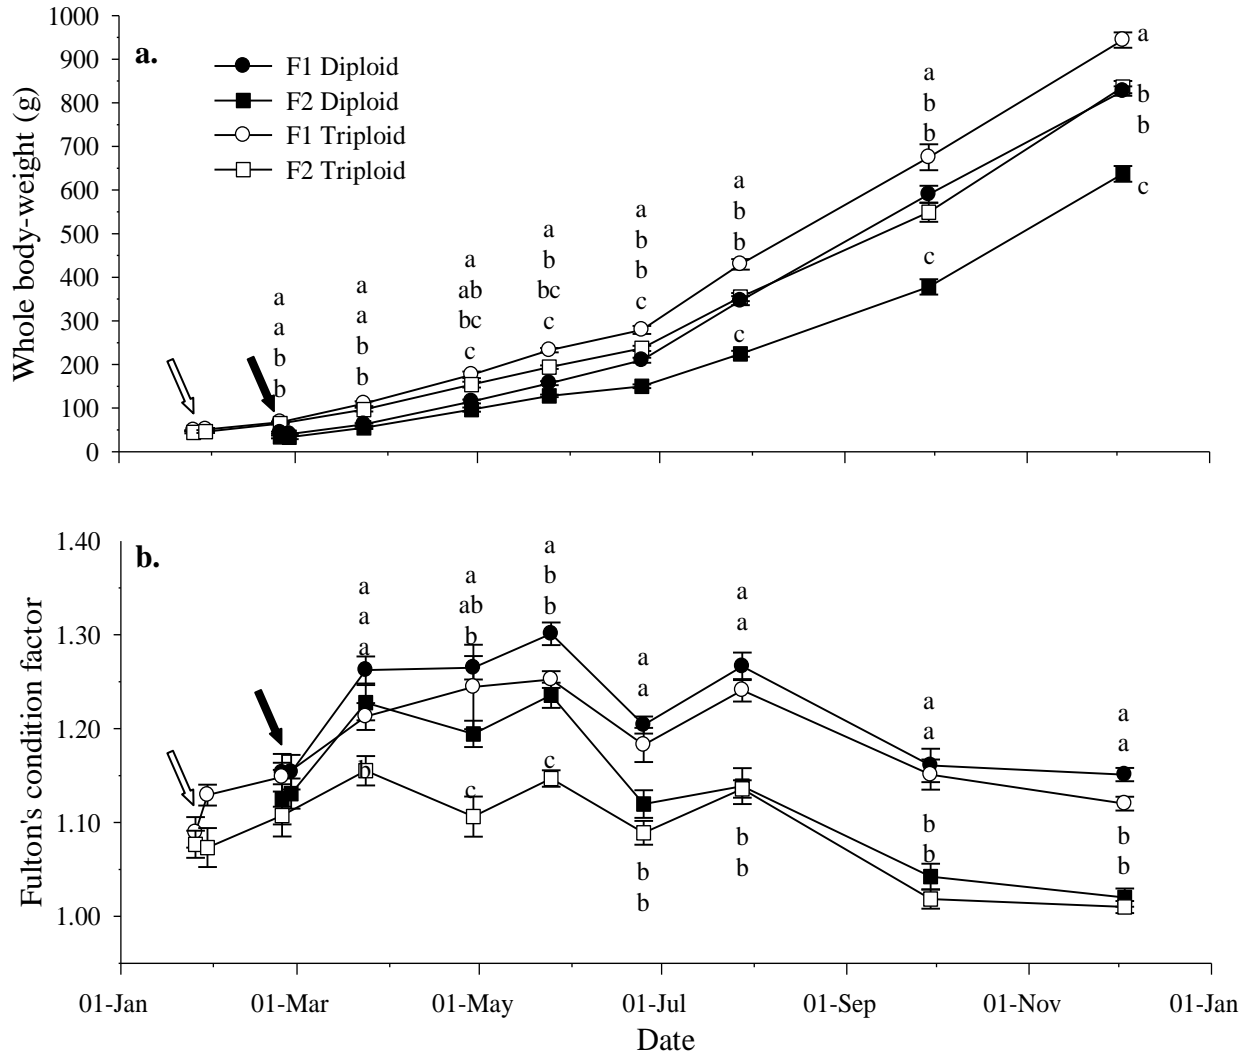 1000
a.
900
800
700
600
500
400
300
200
100
0
Whole body-weight (g)
F1 Diploid
F2 Diploid
F1 Triploid
F2 Triploid
a
a
b
b
a
a
b
b
a
ab
bc
c
a
b
bc
c
a
b
b
c
a
b
b
c
a
b
b
c
a
b
b
c
b.
1.40
1.30
1.20
1.10
1.00
Fulton's condition factor
a
a
a
b
a
ab
b
c
a
b
b
c
a
a
b
b
a
a
b
b
a
a
b
b
a
a
b
b
01-Jan 01-Mar 01-May 01-Jul 01-Sep 01-Nov 01-Jan
Date